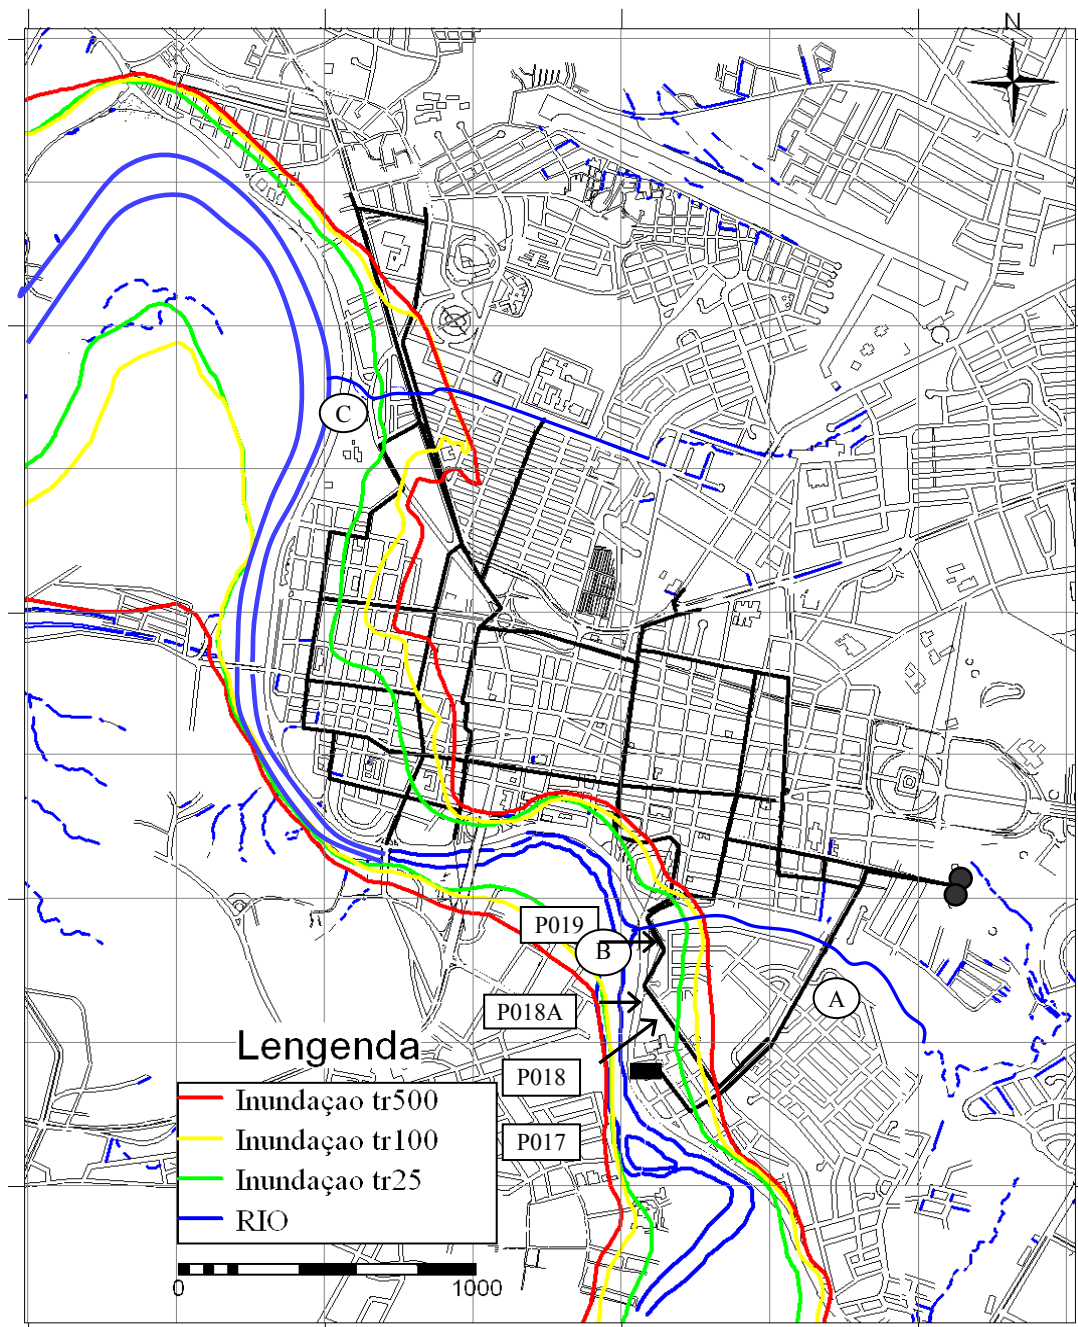 N
C
P019
B
P018A
A
P018
P017
Lengenda
Inundaçao tr500
Inundaçao tr100
Inundaçao tr25
RIO
0 1000